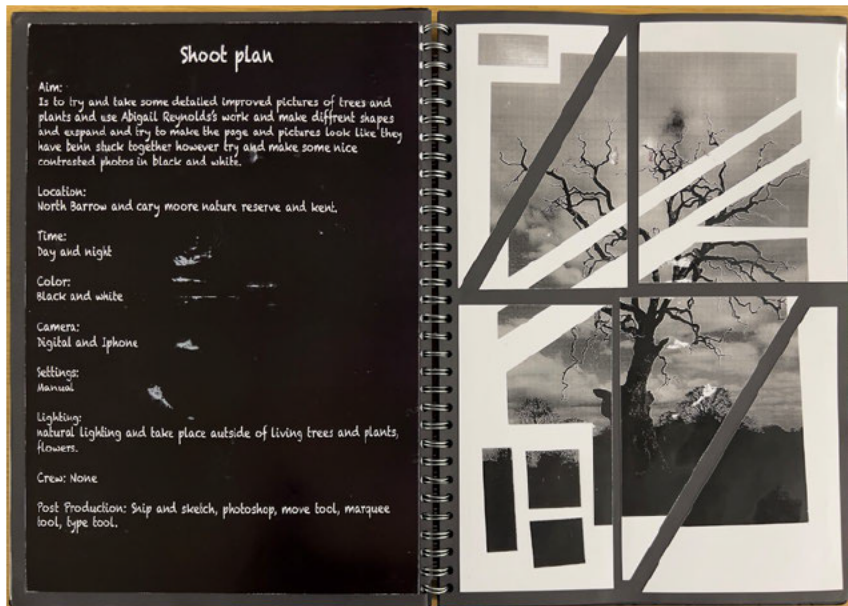 Shoot plan
Aim:
Is to try and take some detailed improved pictures of trees and
plants and use Abigail Reynolds's work and make diffrent shapes
and expand and try to make the page and pictures look like they
have benn stuck together however try and make some nice
contrasted photos in black and white.
Location:
North Barrow and cary moore nature reserve and kent.
Time:
Day and night
Color:
Black and white
Camera:
Digital and Iphone
Settings:
Manual
Lighting:
natural lighting and take place autside of living trees and plants,
flowers.
Crew: None
Post Production: Snip and sketch, photoshop, move tool, marquee
tool, type tool.